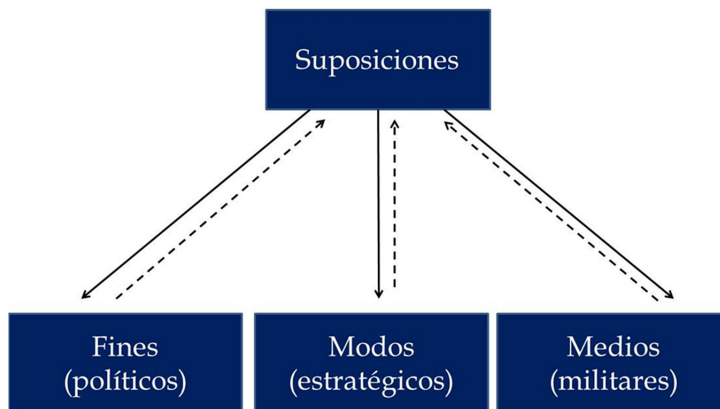 Suposiciones
Fines
(políticos)
Modos
(estratégicos)
Medios
(militares)